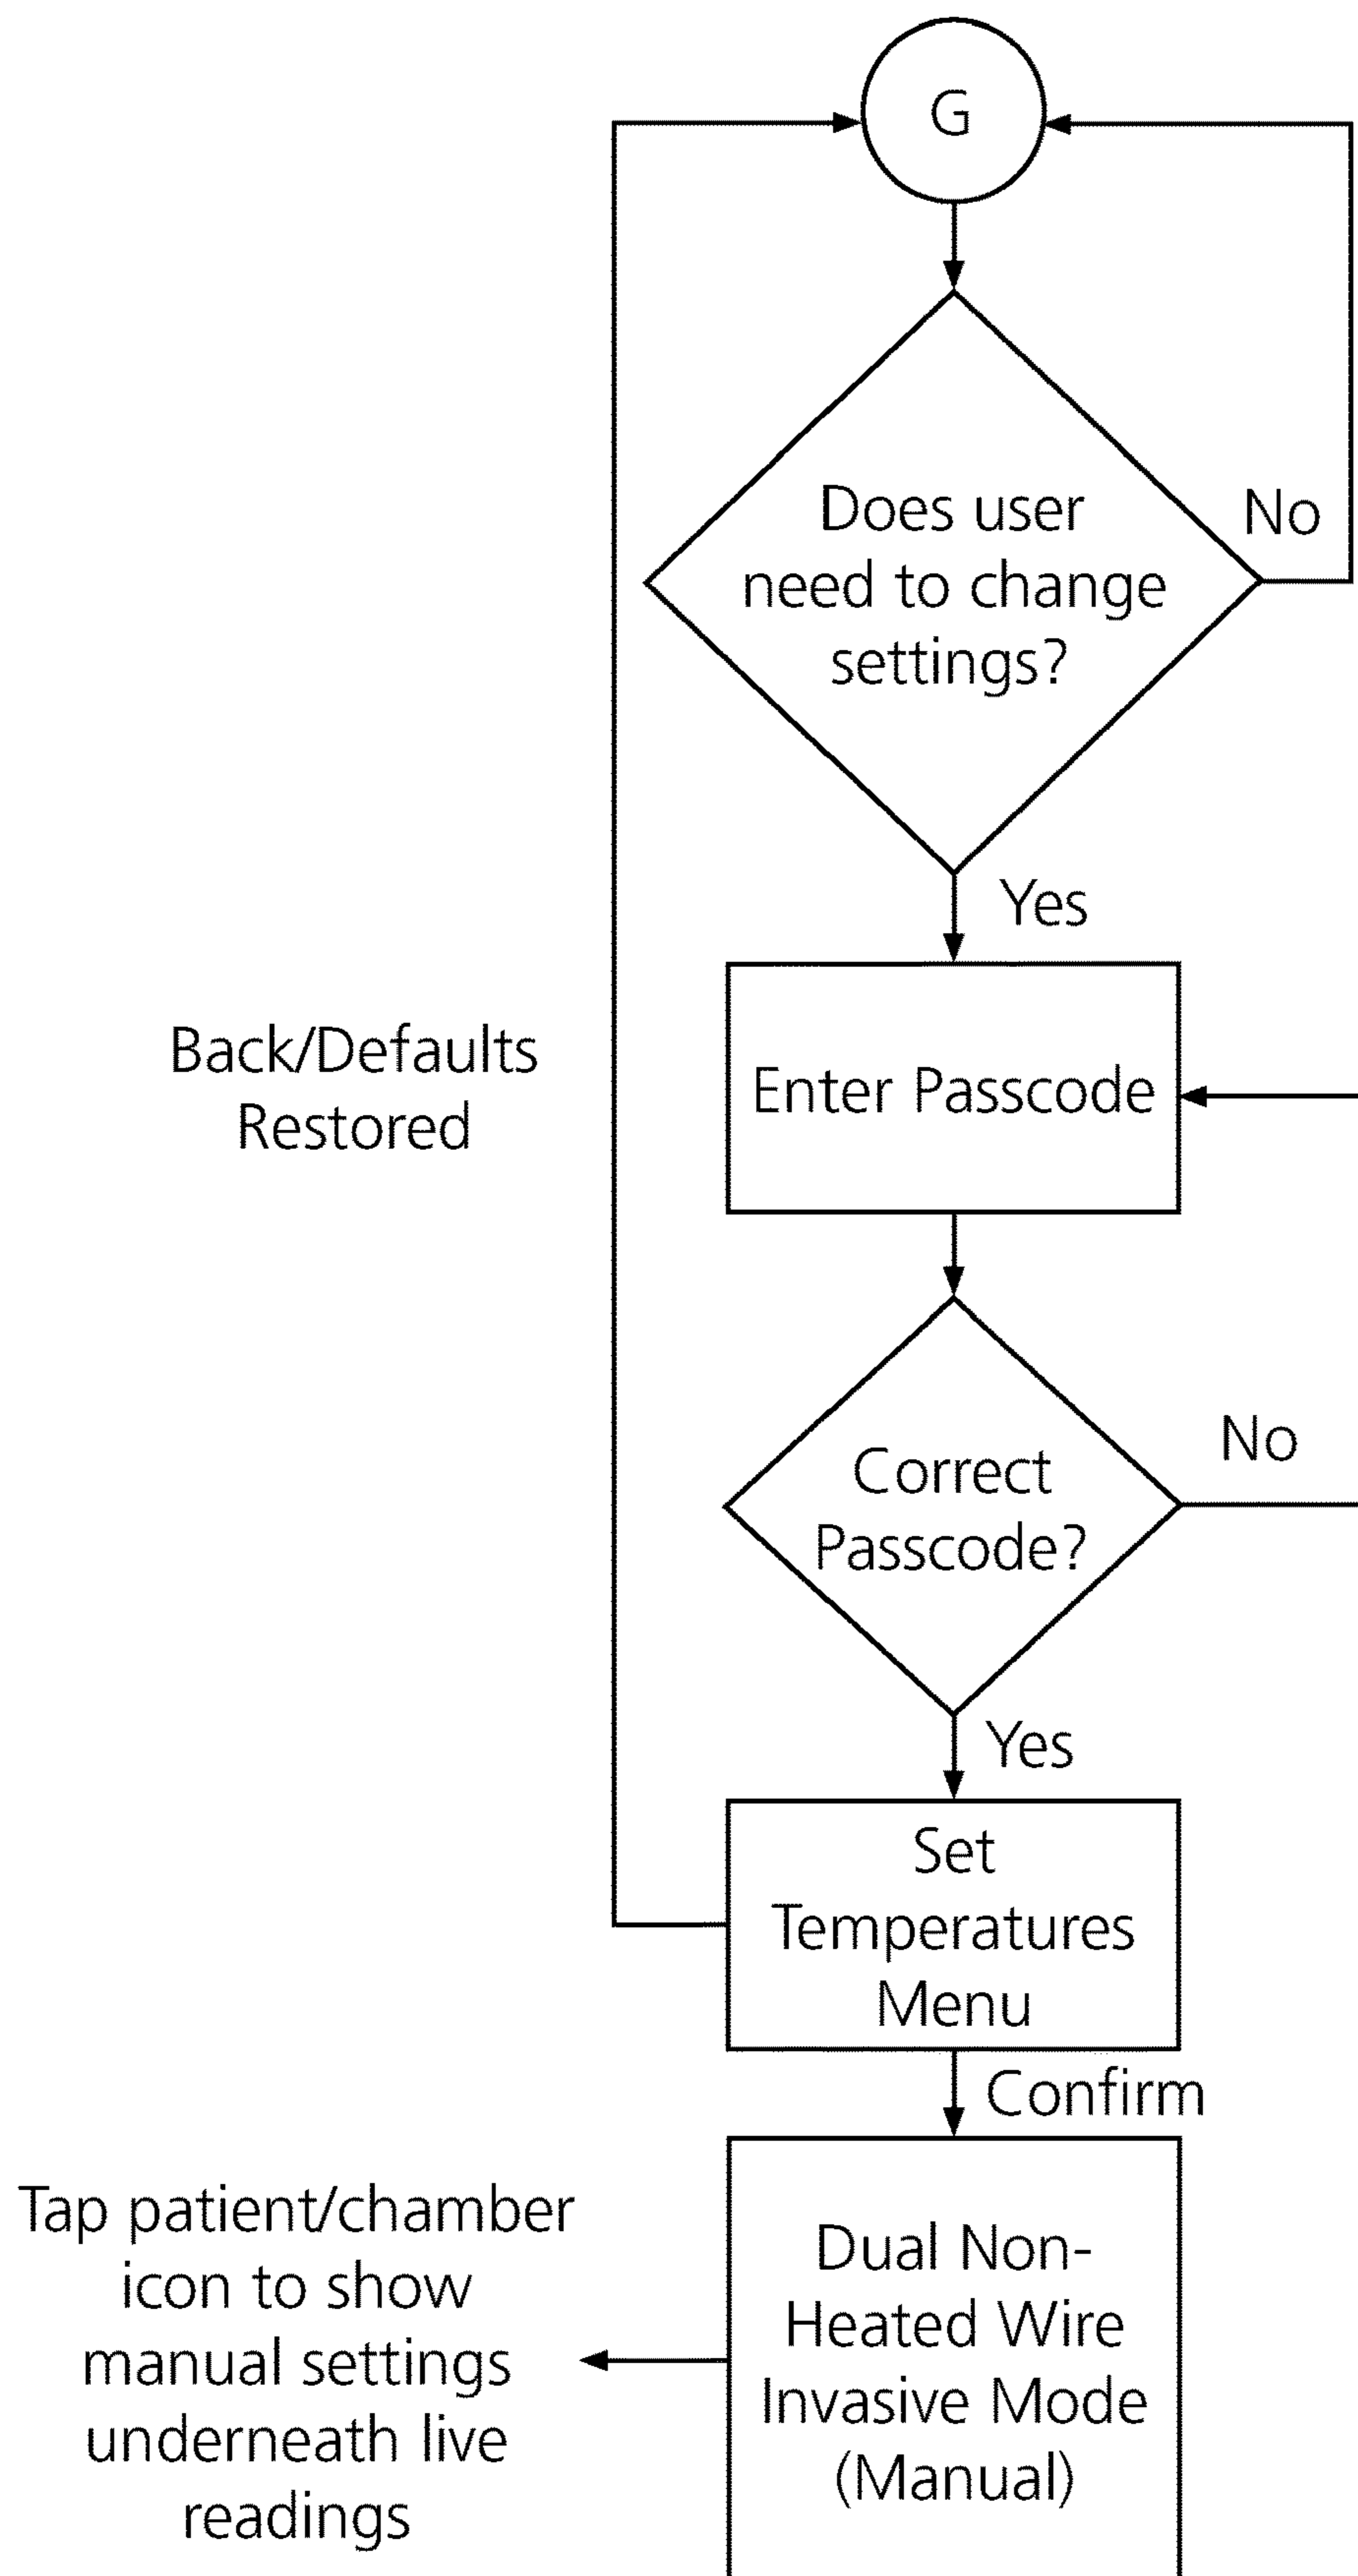 G
Does user
need to change
settings?
No
Yes
Back/Defaults
Restored
Enter Passcode
Correct
Passcode?
No
Yes
Set
Temperatures
Menu
Confirm
Tap patient/chamber
icon to show
manual settings
underneath live
readings
Dual Non-
Heated Wire
Invasive Mode
(Manual)